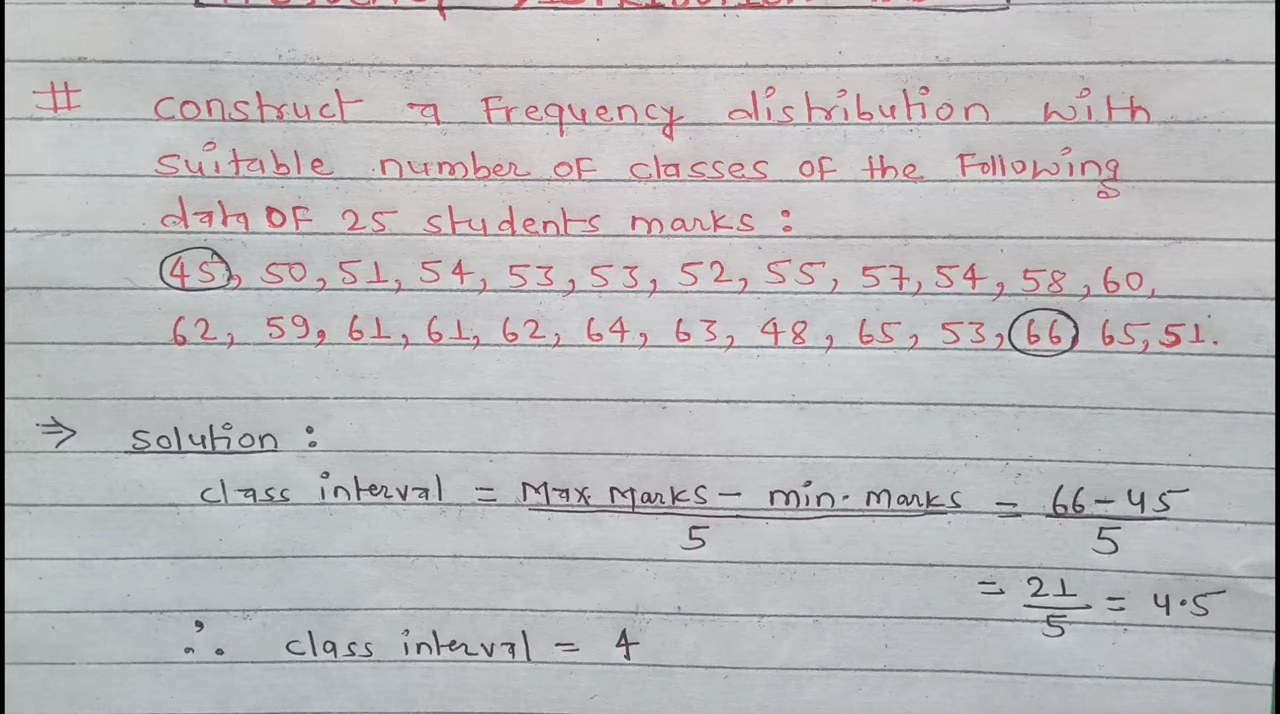 # construct a Frequency distribution with
suitable number of classes of the Following
data of 25 students marks :
45, 50, 51, 54, 53, 53, 52, 55, 57, 54, 58, 60,
62, 59, 61, 61, 62, 64, 63, 48, 65, 53, 66 65, 51.
⇒ solution :
class interval = Max. Marks - min. marks / 5 = 66 - 45 / 5
= 21 / 5 = 4.5
∴ class interval = 4